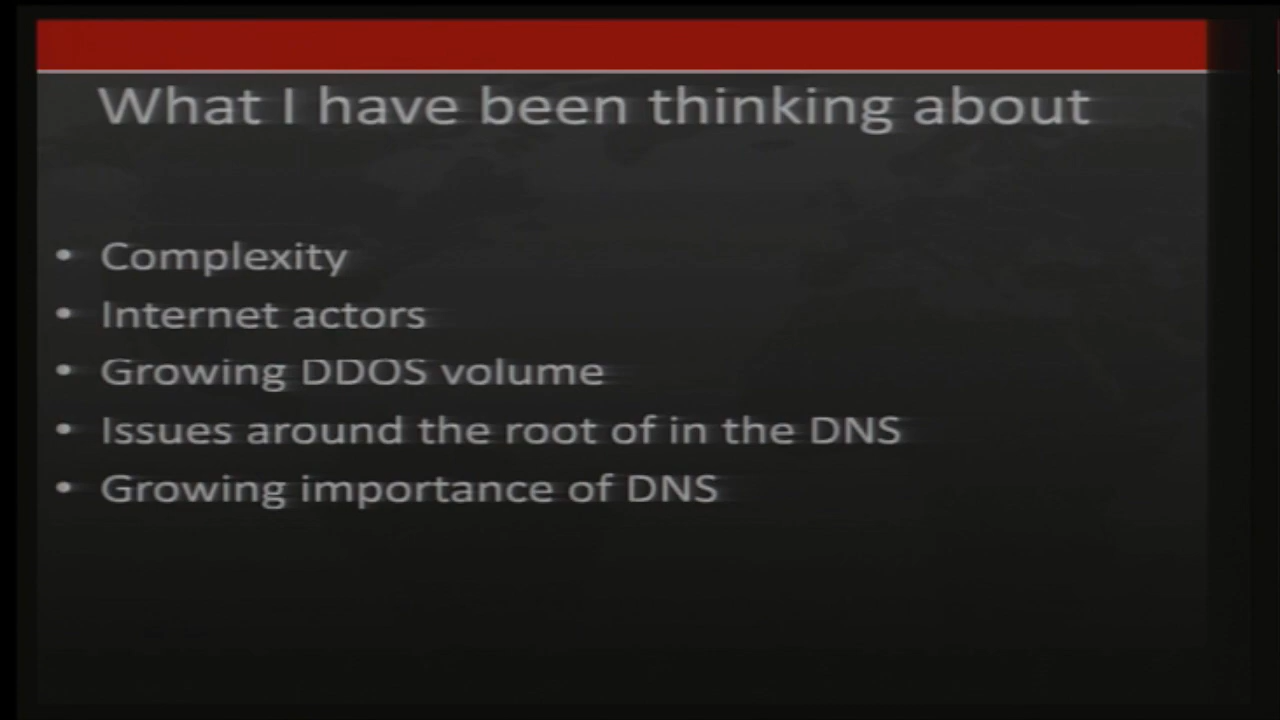 What I have been thinking about
• Complexity
• Internet actors
• Growing DDOS volume
• Issues around the root of in the DNS
• Growing importance of DNS